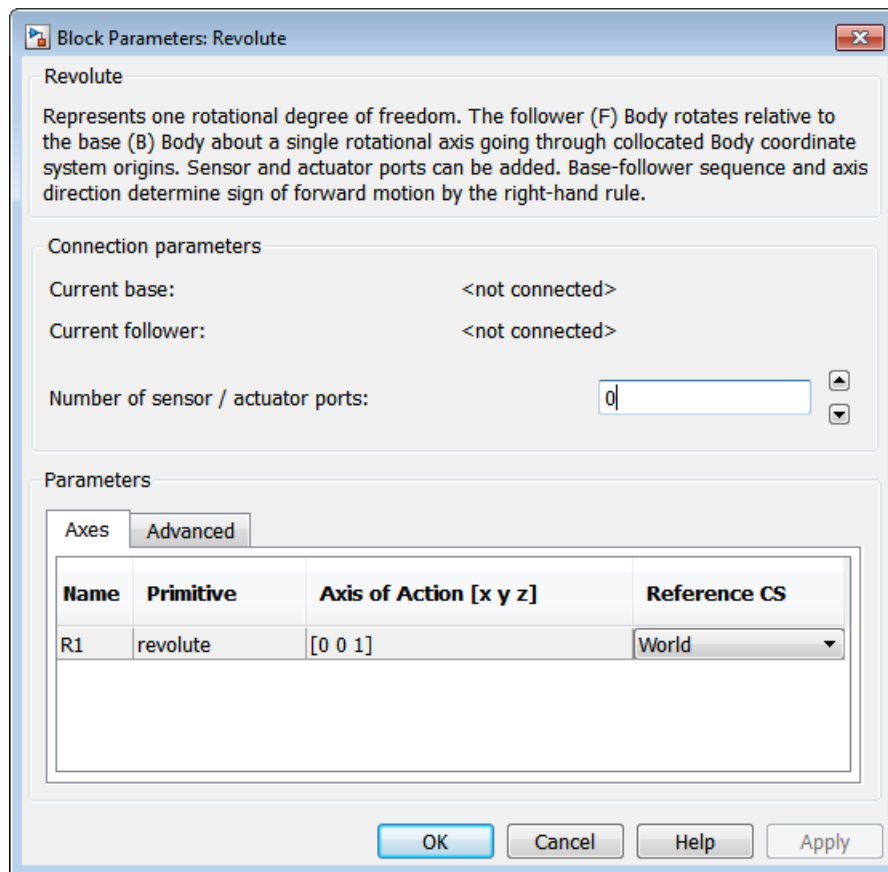 Block Parameters: Revolute
Revolute
Represents one rotational degree of freedom. The follower (F) Body rotates relative to
the base (B) Body about a single rotational axis going through collocated Body coordinate
system origins. Sensor and actuator ports can be added. Base-follower sequence and axis
direction determine sign of forward motion by the right-hand rule.
Connection parameters
Current base: <not connected>
Current follower: <not connected>
Number of sensor / actuator ports: 0
Parameters
Axes Advanced
Name Primitive Axis of Action [x y z] Reference CS
R1 revolute [0 0 1] World
OK Cancel Help Apply